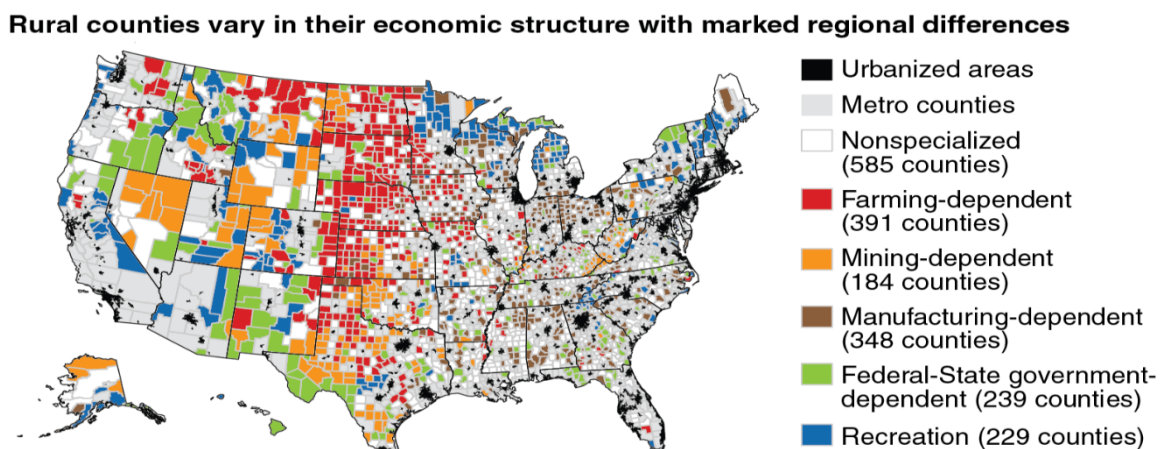 Rural counties vary in their economic structure with marked regional differences
Urbanized areas
Metro counties
Nonspecialized
(585 counties)
Farming-dependent
(391 counties)
Mining-dependent
(184 counties)
Manufacturing-dependent
(348 counties)
Federal-State government-
dependent (239 counties)
Recreation (229 counties)